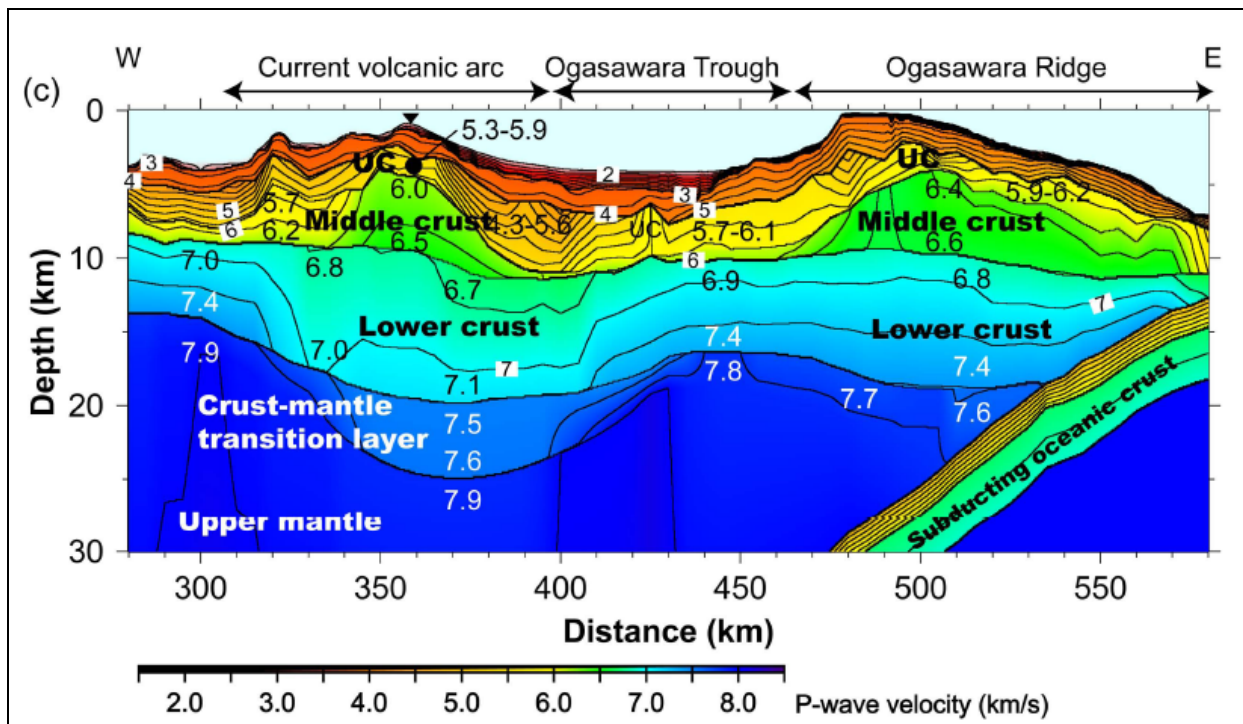 W E
Current volcanic arc Ogasawara Trough Ogasawara Ridge
(c)
0
10
20
30
Depth (km)
5.3-5.9
3
4
UC
6.0
2
UC
6.4
5.9-6.2
5
6
5.7
6.2
Middle crust
6.5
4.3-5.6
3
4
5
UC
5.7-6.1
6
Middle crust
6.6
7.0
6.8
6.7
6.9
6.8
7
7.4
Lower crust
7.4
Lower crust
7.9
7.0
7.1
7
7.8
7.4
7.7
7.6
Crust-mantle
transition layer
7.5
7.6
7.9
Upper mantle
Subducting oceanic crust
300 350 400 450 500 550
Distance (km)
2.0 3.0 4.0 5.0 6.0 7.0 8.0
P-wave velocity (km/s)